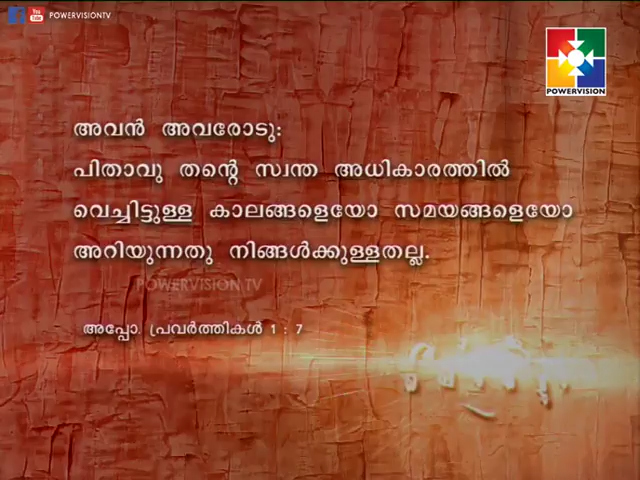 POWERVISIONTV
POWERVISION
അവൻ അവരോടു:
പിതാവു തന്റെ സ്വന്ത അധികാരത്തിൽ
വെച്ചിട്ടുള്ള കാലങ്ങളെയോ സമയങ്ങളെയോ
അറിയുന്നതു നിങ്ങൾക്കുള്ളതല്ല.
POWERVISION TV
അപ്പോ. പ്രവർത്തികൾ 1 : 7